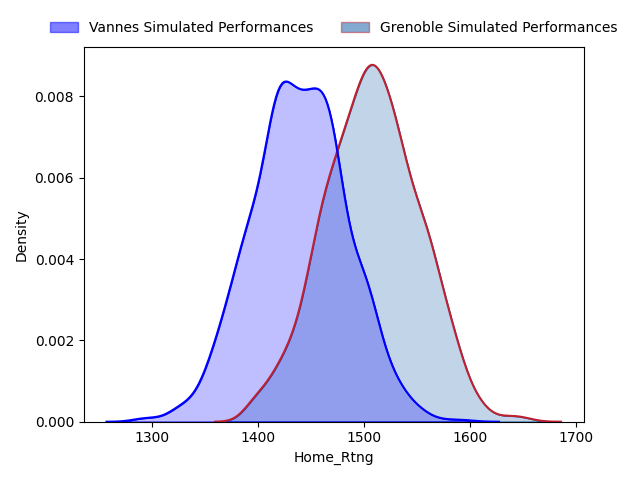 Vannes Simulated Performances Grenoble Simulated Performances
0.008
0.006
Density
0.004
0.002
0.000
1300 1400 1500 1600 1700
Home_Rtng